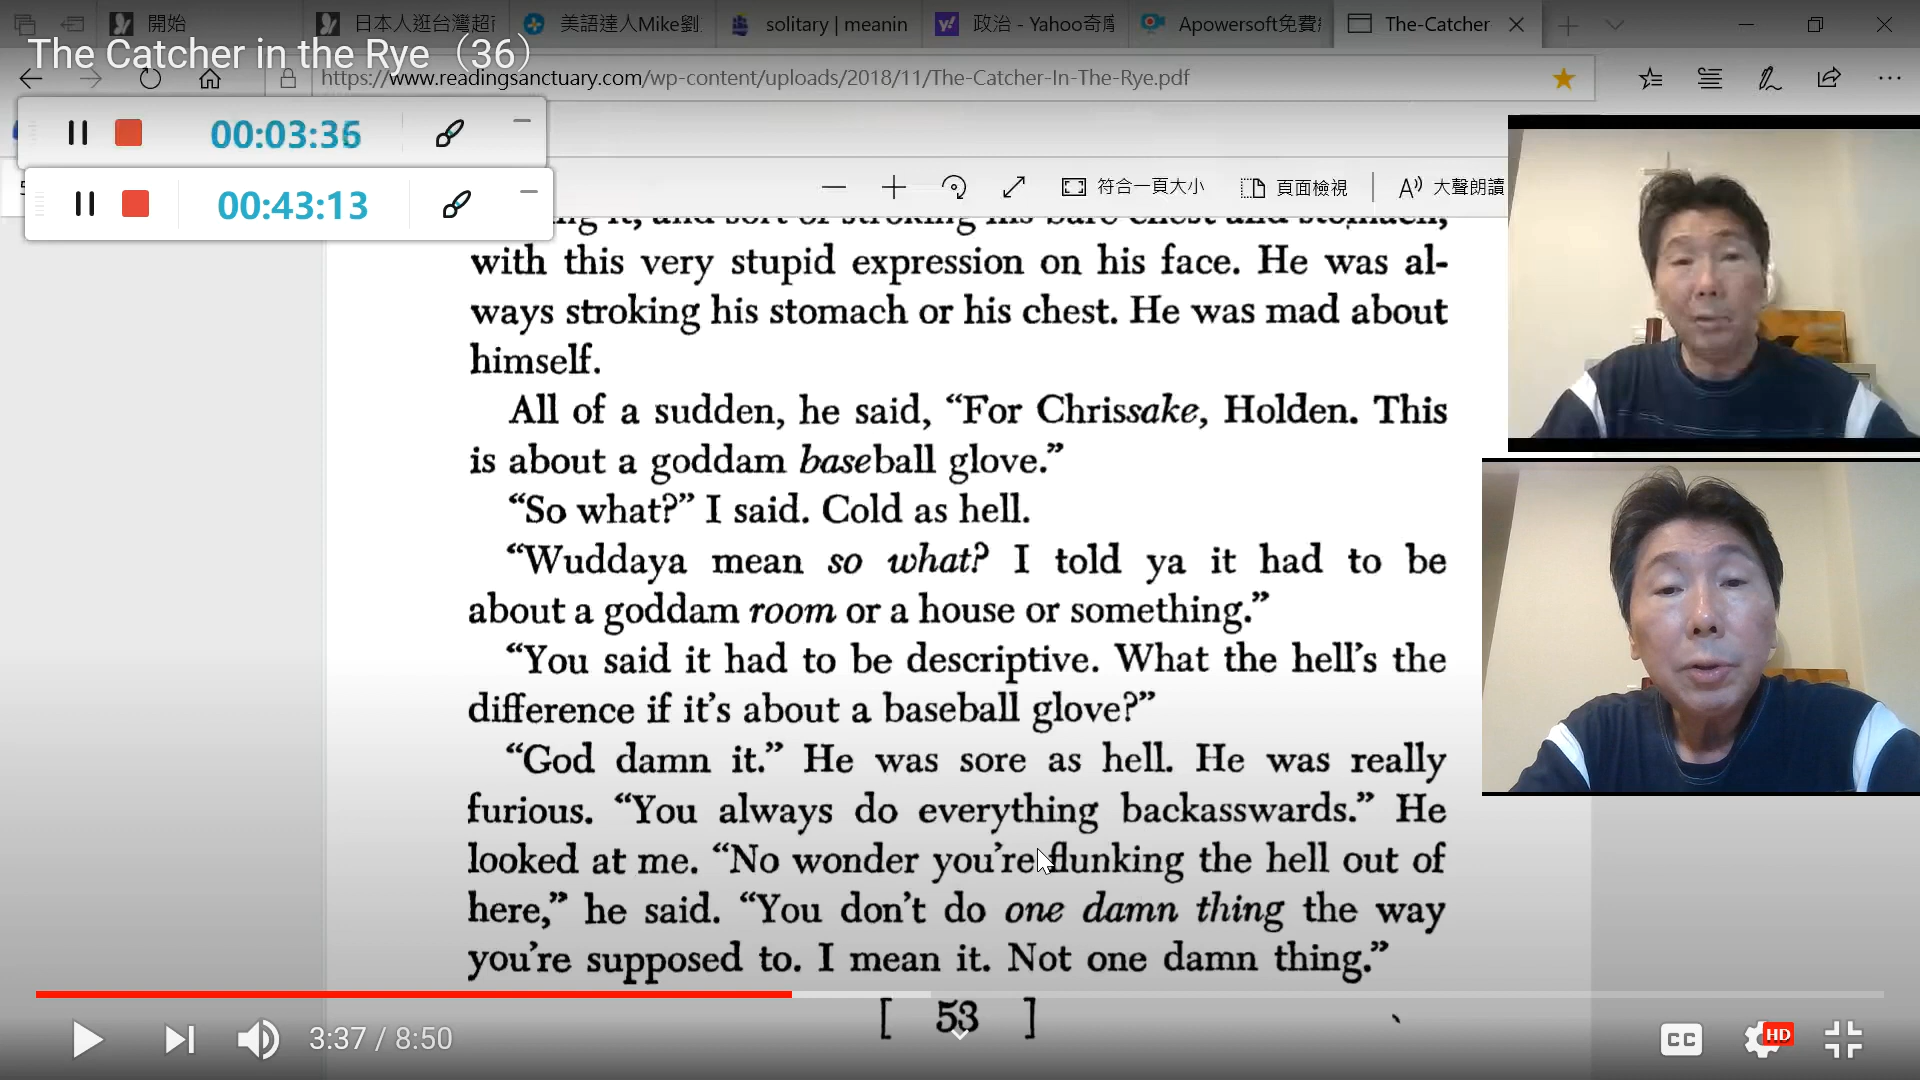 開始
日本人逛台灣超
美語達人Mike劉
solitary | meanin
政治 - Yahoo奇摩
Apowersoft免費
The-Catcher
The Catcher in the Rye（36）
https://www.readingsanctuary.com/wp-content/uploads/2018/11/The-Catcher-In-The-Rye.pdf
00:03:36
00:43:13
符合一頁大小
頁面檢視
大聲朗讀
with this very stupid expression on his face. He was al-
ways stroking his stomach or his chest. He was mad about
himself.
All of a sudden, he said, “For Chrissake, Holden. This
is about a goddam baseball glove.”
“So what?” I said. Cold as hell.
“Wuddaya mean so what? I told ya it had to be
about a goddam room or a house or something.”
“You said it had to be descriptive. What the hell’s the
difference if it’s about a baseball glove?”
“God damn it.” He was sore as hell. He was really
furious. “You always do everything backasswards.” He
looked at me. “No wonder you’re flunking the hell out of
here,” he said. “You don’t do one damn thing the way
you’re supposed to. I mean it. Not one damn thing.”
[ 53 ]
3:37 / 8:50
CC
HD